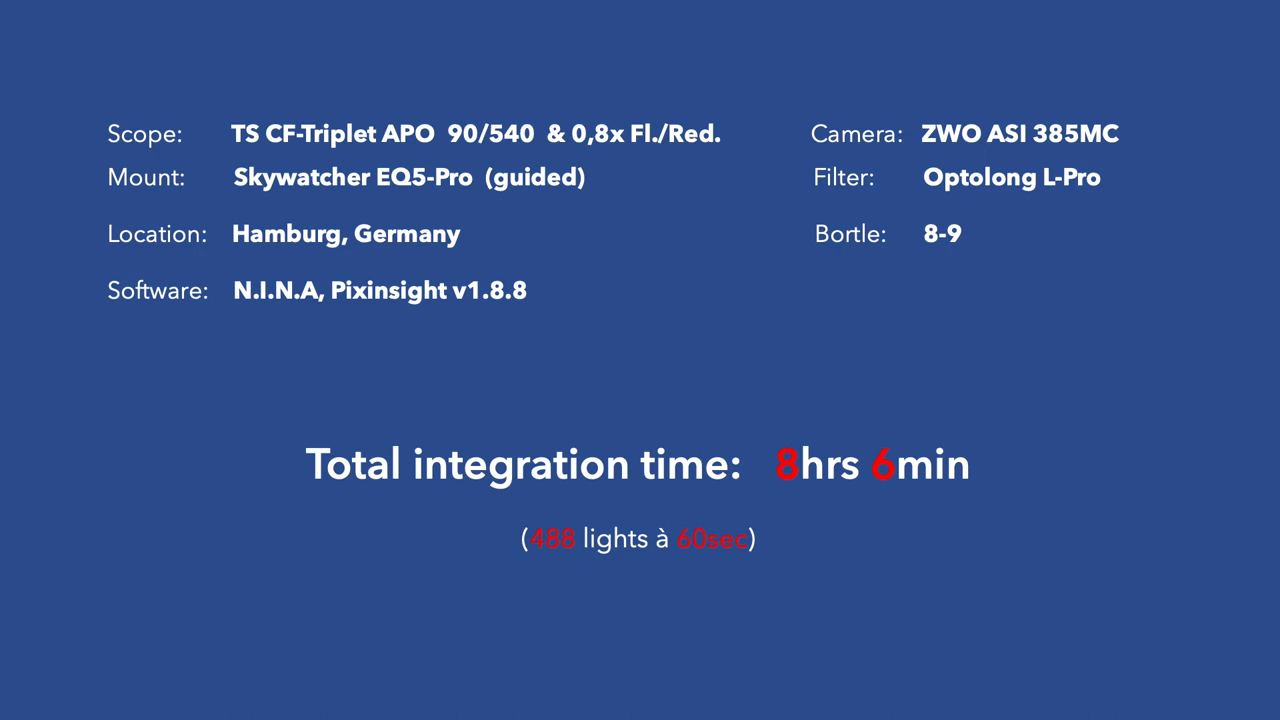 Scope: TS CF-Triplet APO 90/540 & 0,8x Fl./Red. Camera: ZWO ASI 385MC
Mount: Skywatcher EQ5-Pro (guided) Filter: Optolong L-Pro
Location: Hamburg, Germany Bortle: 8-9
Software: N.I.N.A, Pixinsight v1.8.8
Total integration time: 8hrs 6min
(488 lights à 60sec)